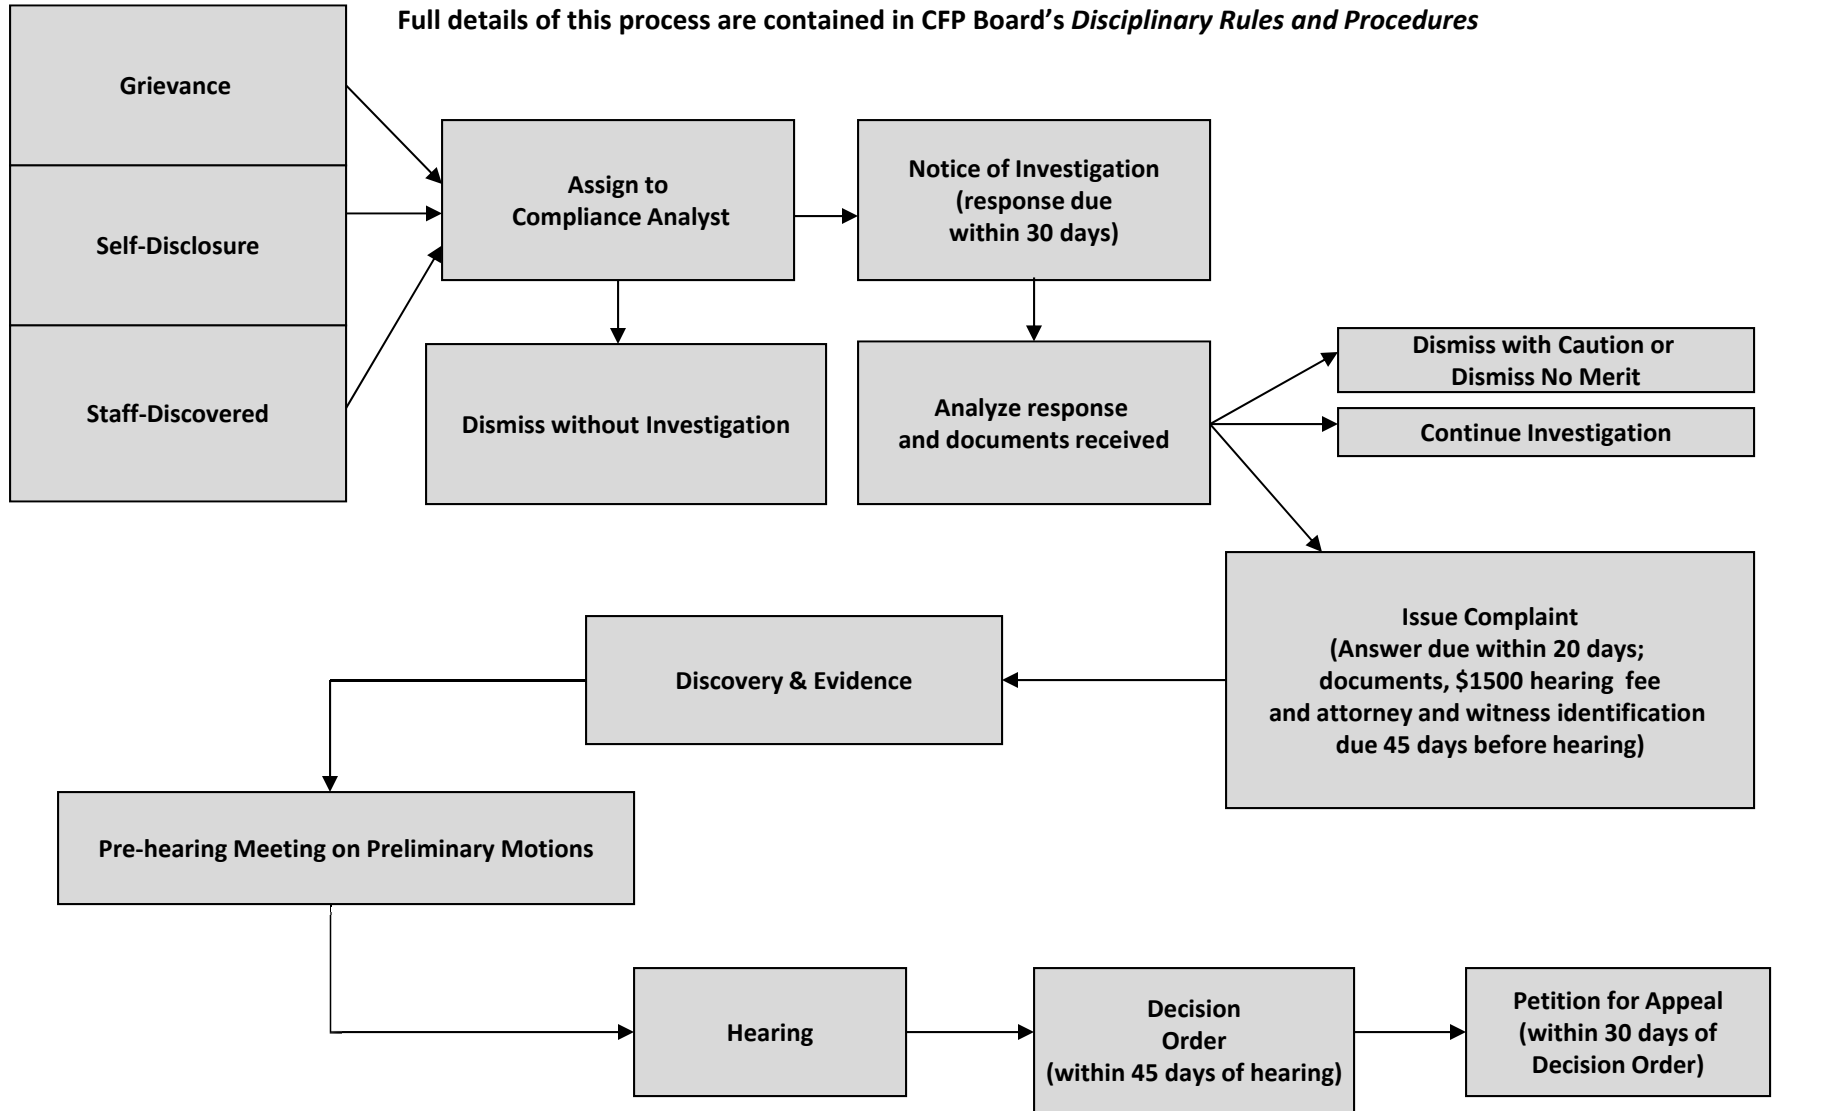 Full details of this process are contained in CFP Board’s Disciplinary Rules and Procedures
Grievance
Self-Disclosure
Staff-Discovered
Assign to
Compliance Analyst
Dismiss without Investigation
Notice of Investigation
(response due
within 30 days)
Analyze response
and documents received
Dismiss with Caution or
Dismiss No Merit
Continue Investigation
Issue Complaint
(Answer due within 20 days;
documents, $1500 hearing  fee
and attorney and witness identification
due 45 days before hearing)
Discovery & Evidence
Pre-hearing Meeting on Preliminary Motions
Hearing
Decision
Order
(within 45 days of hearing)
Petition for Appeal
(within 30 days of
Decision Order)